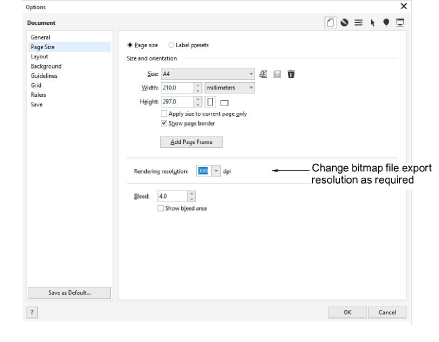 Options
Document
General
Page Size
Layout
Background
Guidelines
Grid
Rulers
Save
Page size
Label presets
Size and orientation
Size: A4
Width: 210.0 millimeters
Height: 297.0
Apply size to current page only
Show page border
Add Page Frame
Rendering resolution: 300 dpi
Change bitmap file export
resolution as required
Bleed: 4.0
Show bleed area
Save as Default...
?
OK
Cancel